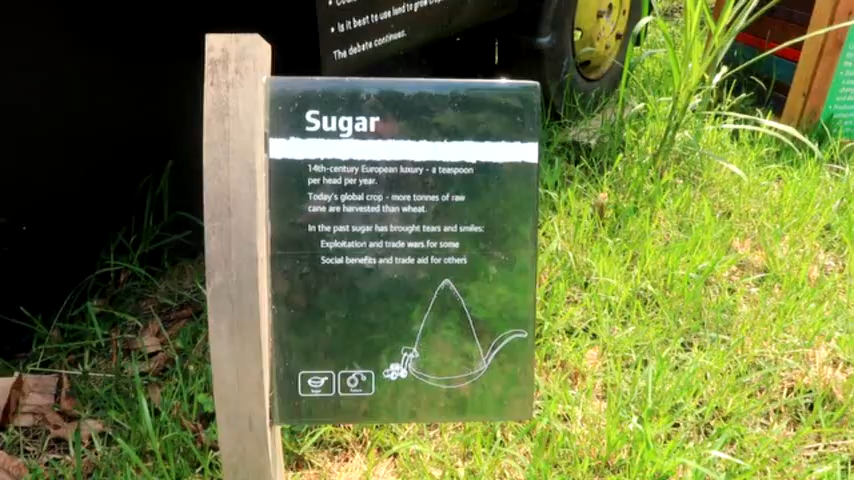 • Is it best to use land to grow
The debate continues.
Sugar
14th-century European luxury - a teaspoon
per head per year.
Today's global crop - more tonnes of raw
cane are harvested than wheat.
In the past sugar has brought tears and smiles:
Exploitation and trade wars for some
Social benefits and trade aid for others
Sugar